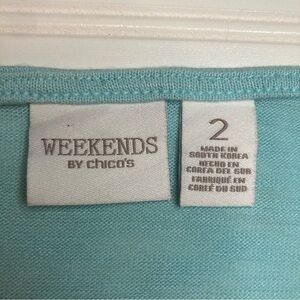 WEEKENDS
BY chico's
2
MADE IN
SOUTH KOREA
HECHO EN
COREA DEL SUR
FABRIQUÉ EN
CORÉE DU SUD